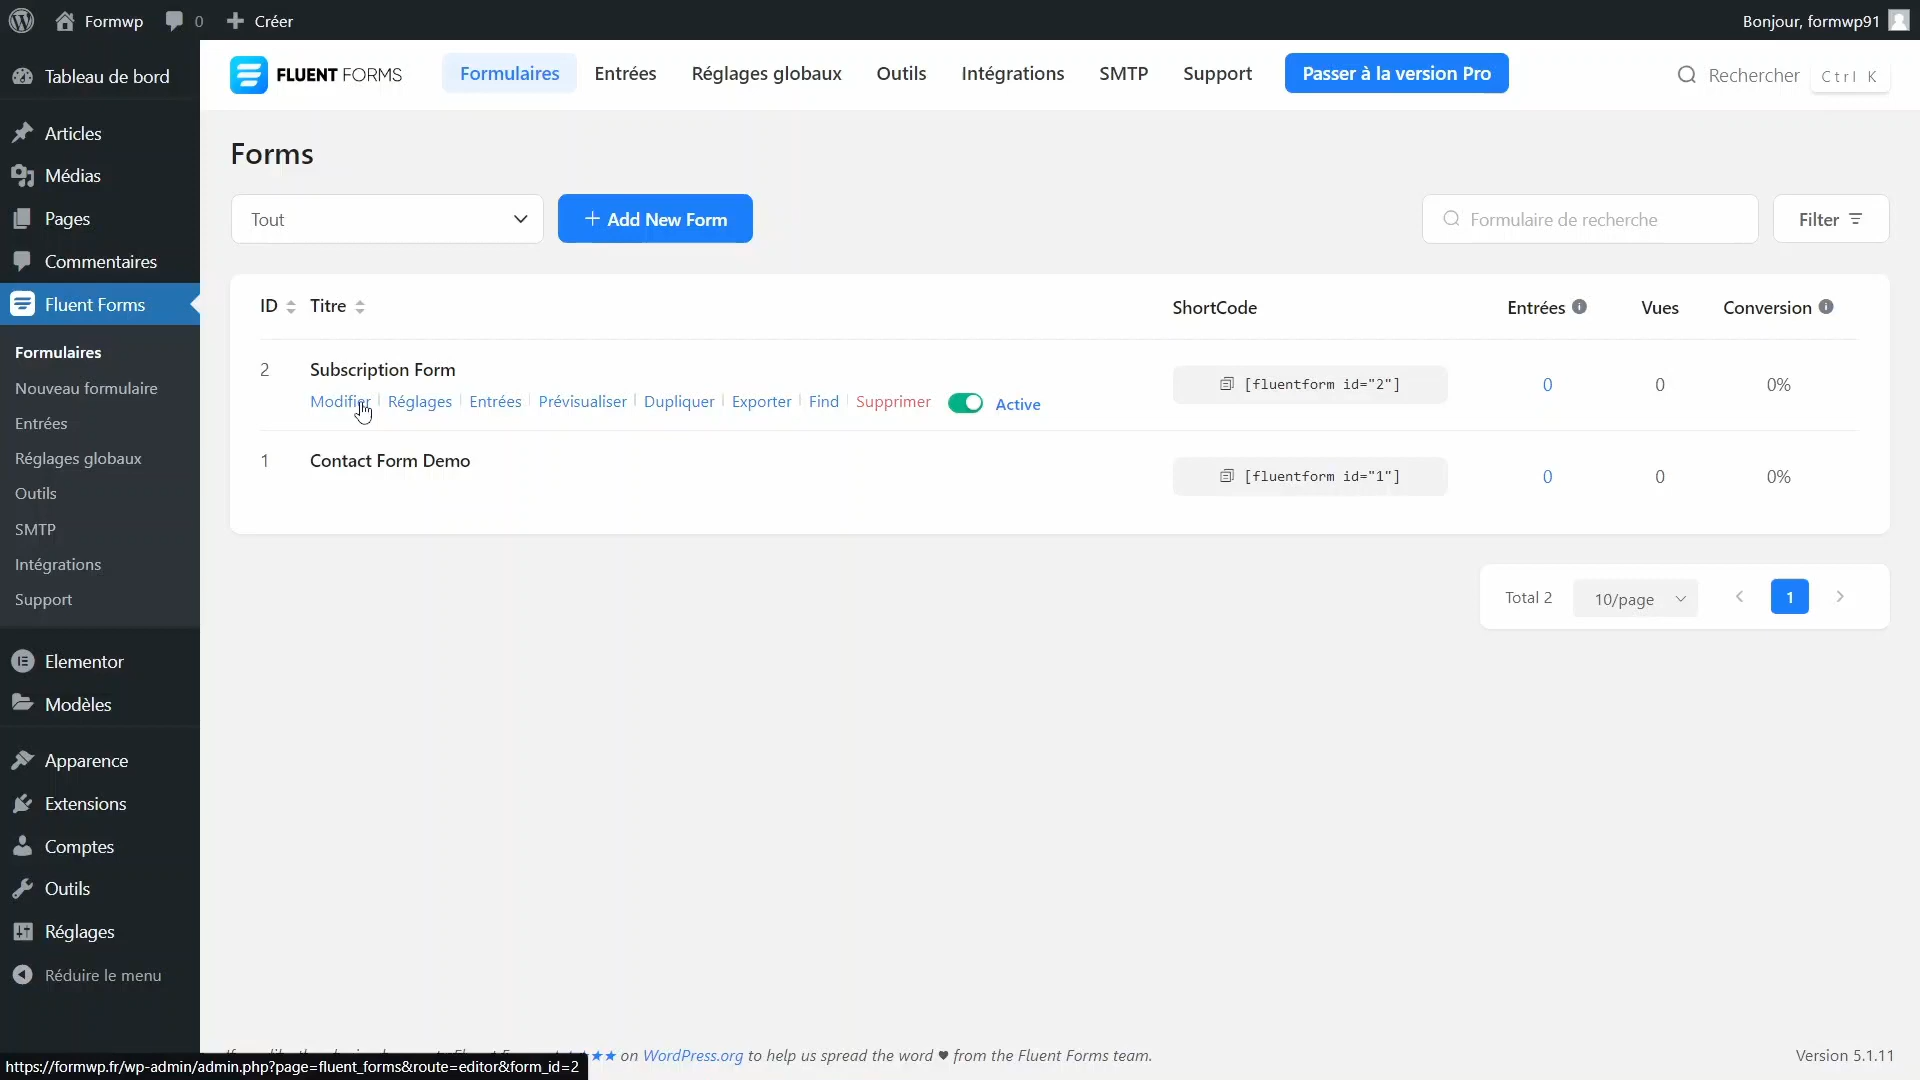 Formwp 0 Créer Bonjour, formwp91
Tableau de bord
Articles
Médias
Pages
Commentaires
Fluent Forms
Formulaires
Nouveau formulaire
Entrées
Réglages globaux
Outils
SMTP
Intégrations
Support
Elementor
Modèles
Apparence
Extensions
Comptes
Outils
Réglages
Réduire le menu
FLUENT FORMS Formulaires Entrées Réglages globaux Outils Intégrations SMTP Support Passer à la version Pro Rechercher Ctrl K
Forms
Tout + Add New Form Formulaire de recherche Filter
ID Titre ShortCode Entrées Vues Conversion
2 Subscription Form [fluentform id="2"] 0 0 0%
Modifier Réglages Entrées Prévisualiser Dupliquer Exporter Find Supprimer Active
1 Contact Form Demo [fluentform id="1"] 0 0 0%
Total 2 10/page 1
★★ on WordPress.org to help us spread the word ♥ from the Fluent Forms team. Version 5.1.11
https://formwp.fr/wp-admin/admin.php?page=fluent_forms&route=editor&form_id=2